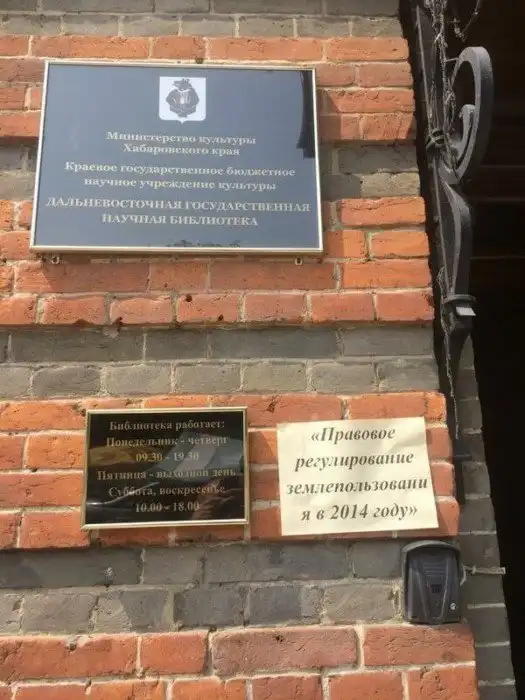 Министерство культуры
Хабаровского края
Краевое государственное бюджетное
научное учреждение культуры
ДАЛЬНЕВОСТОЧНАЯ ГОСУДАРСТВЕННАЯ
НАУЧНАЯ БИБЛИОТЕКА
Библиотека работает:
Понедельник - четверг
09.30 - 19.30
Пятница - выходной день
Суббота, воскресенье
10.00 - 18.00
«Правовое
регулирование
землепользовани
я в 2014 году»